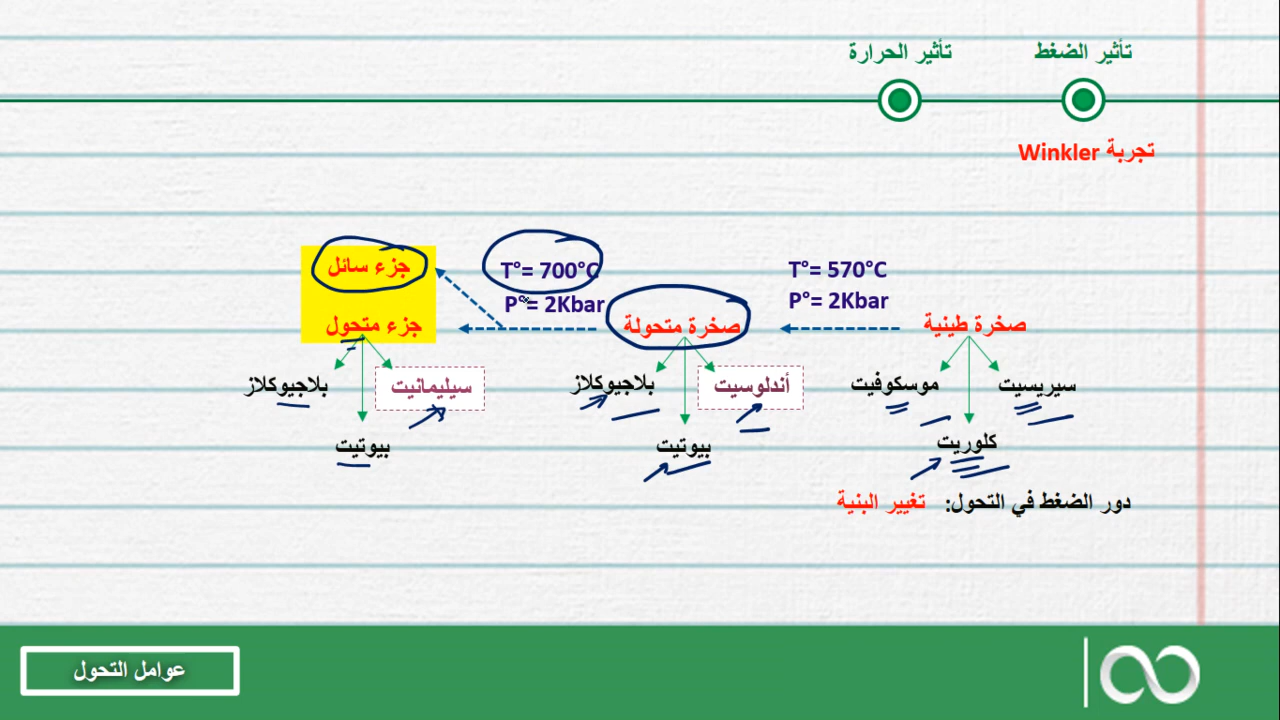 تأثير الضغط
تأثير الحرارة
تجربة Winkler
T°= 570°C
P°= 2Kbar
T°= 700°C
P°= 2Kbar
جزء سائل
صخرة طينية
صخرة متحولة
جزء متحول
سيريسيت
موسكوفيت
كلوريت
أندلوسيت
بلاجيوكلاز
بيوتيت
سيليمانيت
بلاجيوكلاز
بيوتيت
دور الضغط في التحول: تغيير البنية
عوامل التحول